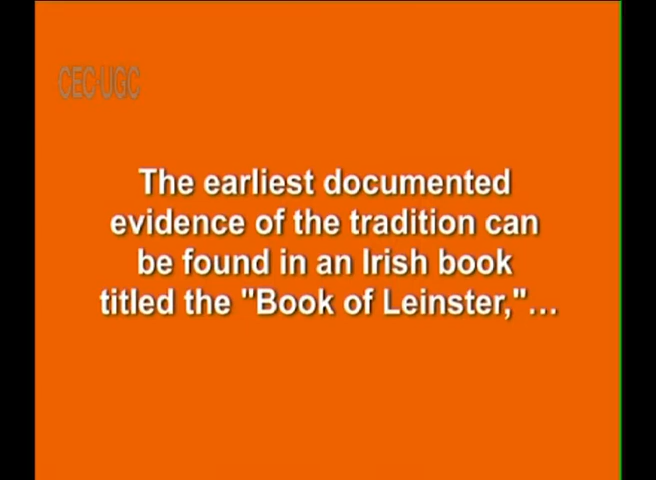 CEC-UGC
The earliest documented
evidence of the tradition can
be found in an Irish book
titled the "Book of Leinster,"...